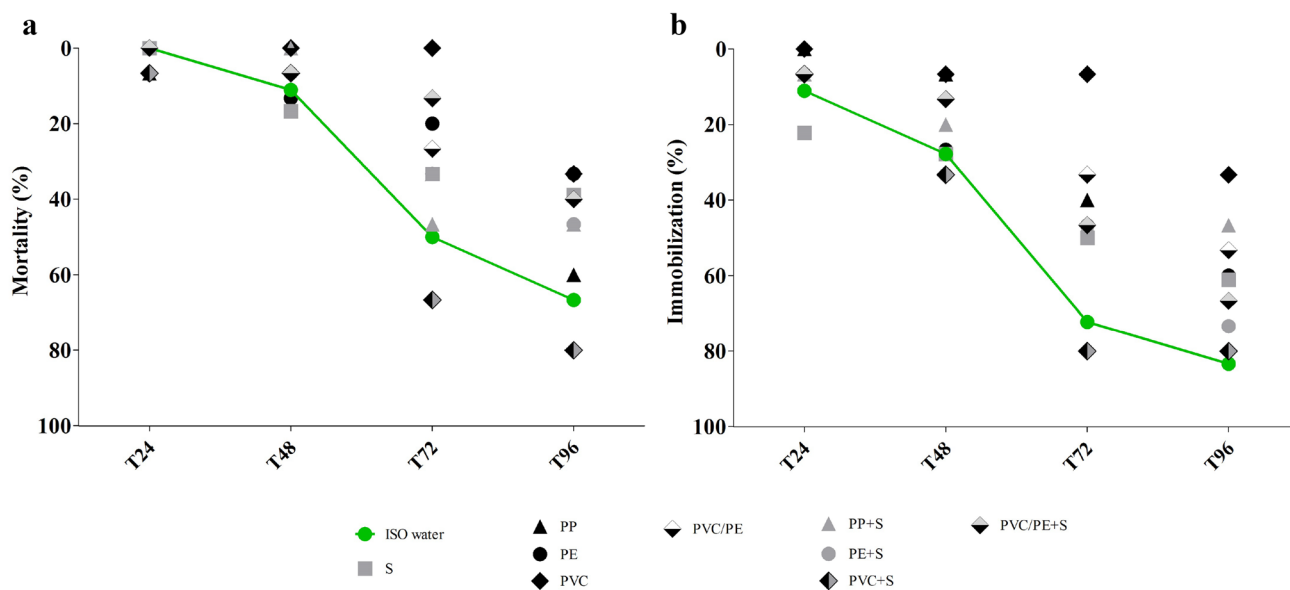 a
Mortality (%)
0
20
40
60
80
100
T24
T48
T72
T96
b
Immobilization (%)
0
20
40
60
80
100
T24
T48
T72
T96
ISO water
S
PP
PE
PVC
PVC/PE
PP+S
PE+S
PVC+S
PVC/PE+S